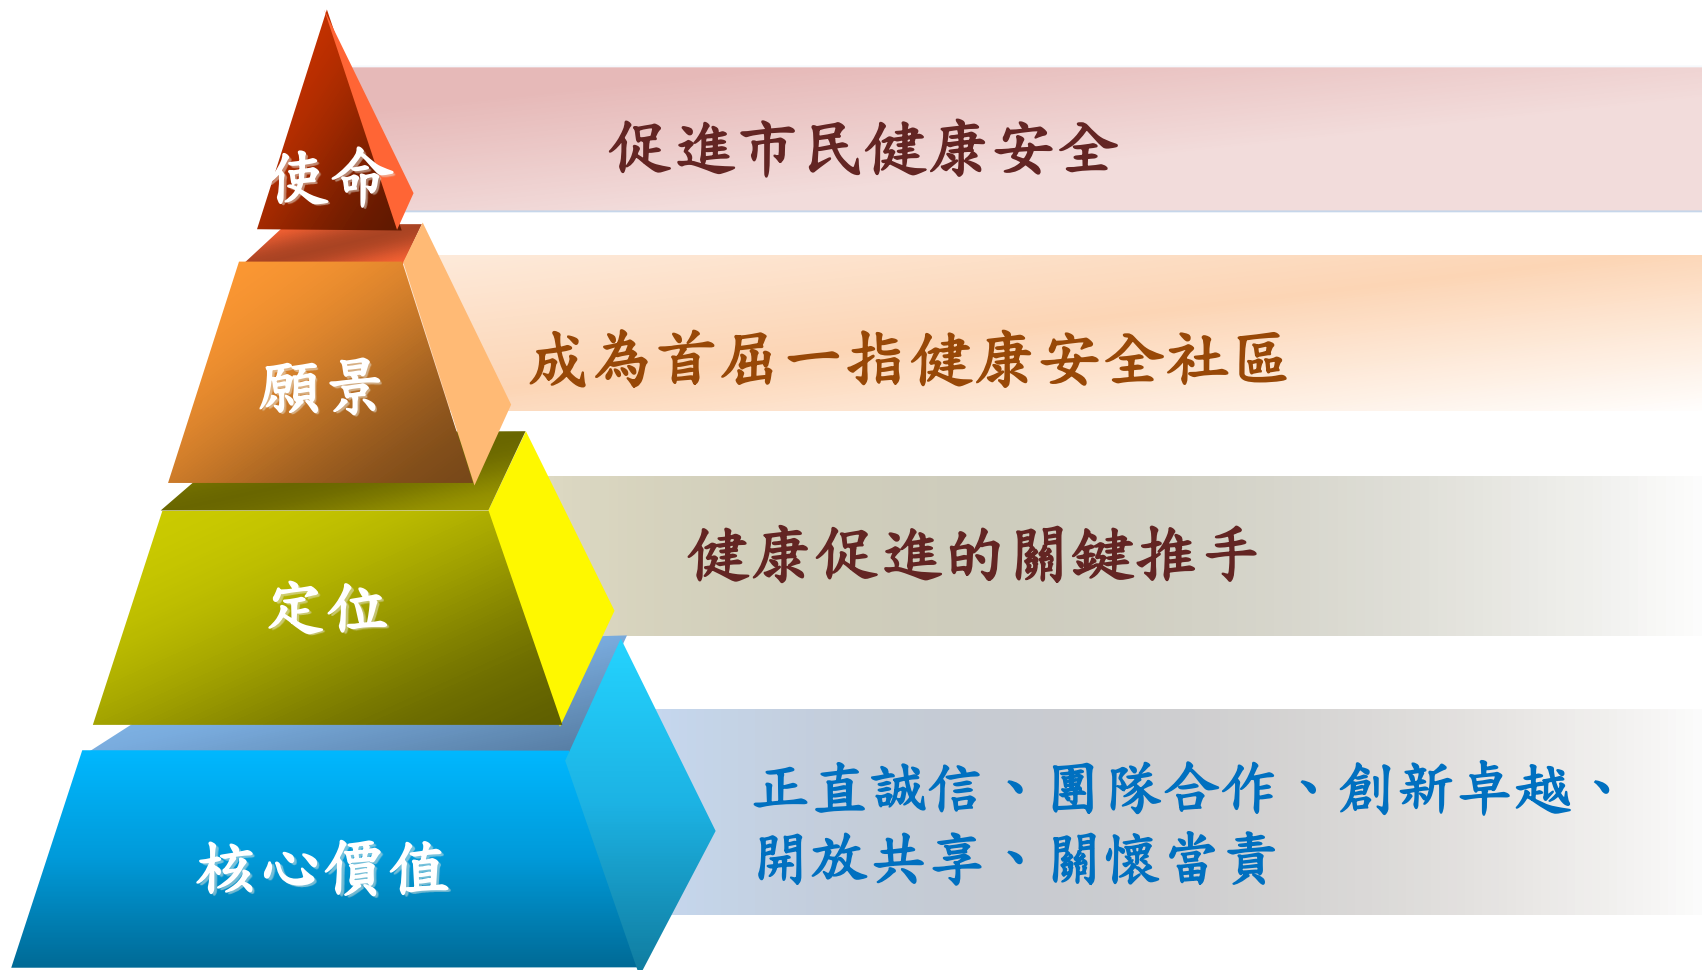 使命
促進市民健康安全
願景
成為首屈一指健康安全社區
定位
健康促進的關鍵推手
核心價值
正直誠信、團隊合作、創新卓越、
開放共享、關懷當責